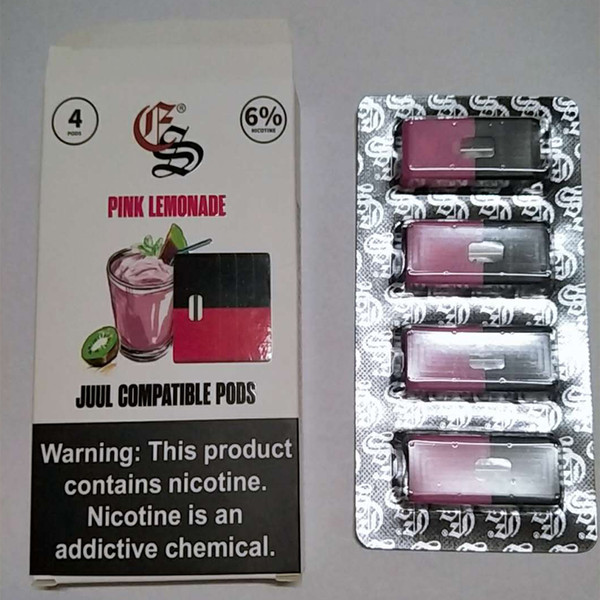 4
PODS
ES®
6%
NICOTINE
PINK LEMONADE
JUUL COMPATIBLE PODS
Warning: This product
contains nicotine.
Nicotine is an
addictive chemical.